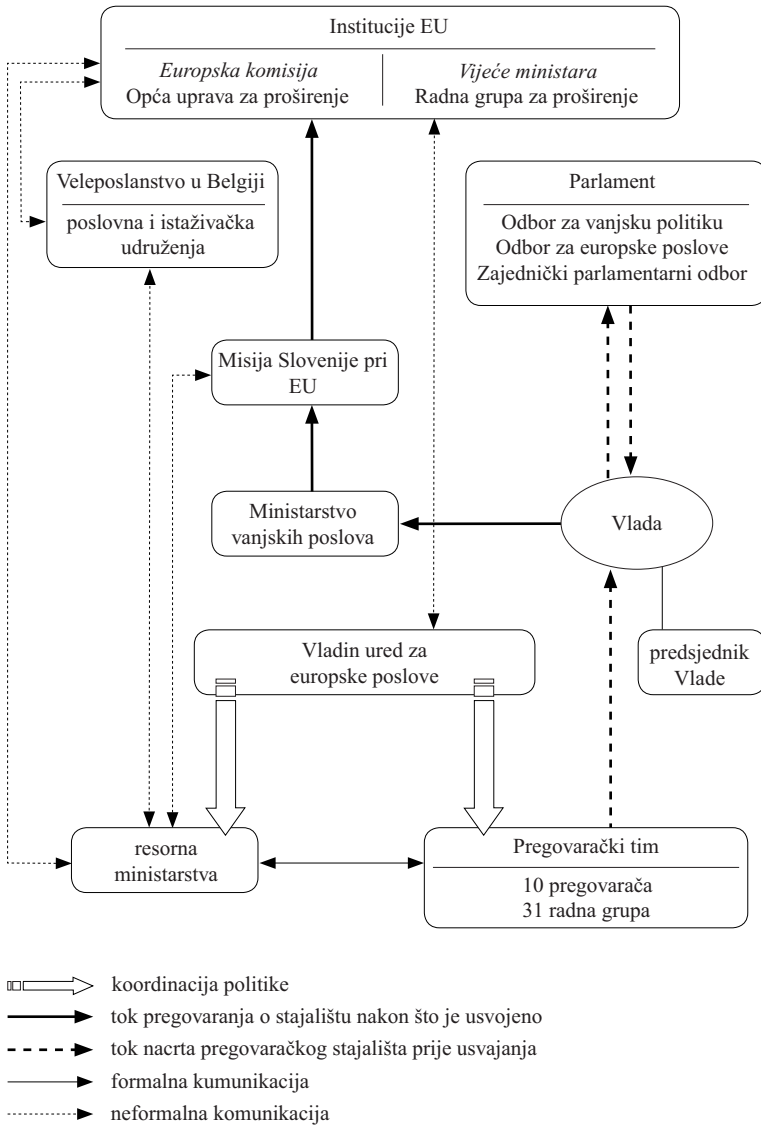 Institucije EU
Europska komisija
Opća uprava za proširenje
Vijeće ministara
Radna grupa za proširenje
Veleposlanstvo u Belgiji
poslovna i istaživačka
udruženja
Parlament
Odbor za vanjsku politiku
Odbor za europske poslove
Zajednički parlamentarni odbor
Misija Slovenije pri
EU
Ministarstvo
vanjskih poslova
Vlada
Vladin ured za
europske poslove
predsjednik
Vlade
resorna
ministarstva
Pregovarački tim
10 pregovarača
31 radna grupa
koordinacija politike
tok pregovaranja o stajalištu nakon što je usvojeno
tok nacrta pregovaračkog stajališta prije usvajanja
formalna kumunikacija
neformalna komunikacija